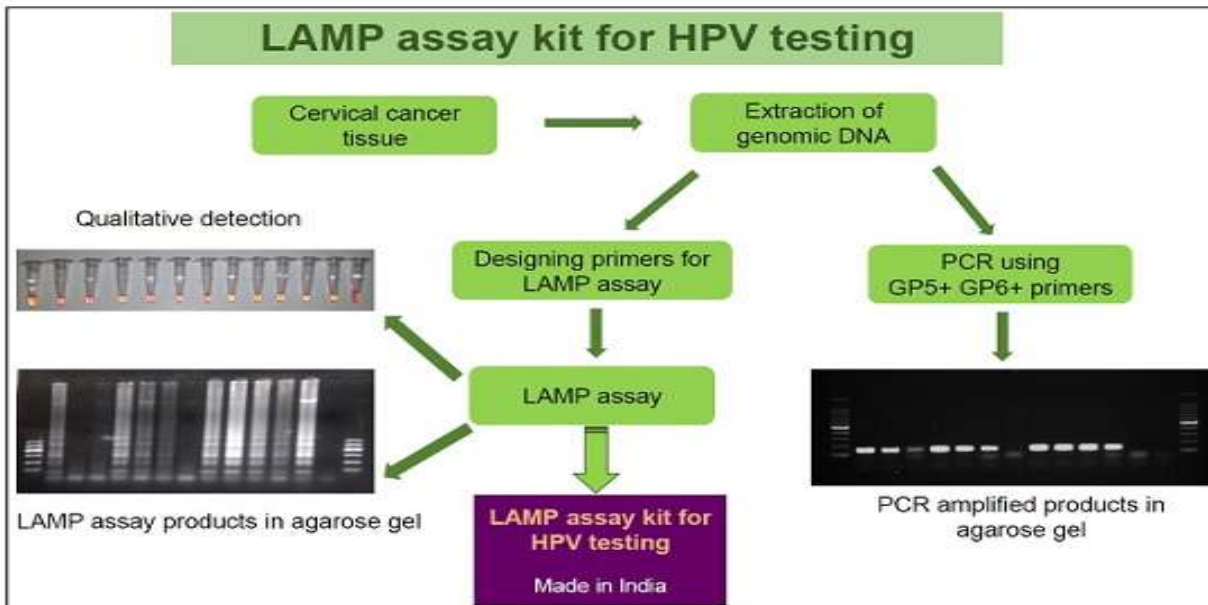 LAMP assay kit for HPV testing
Cervical cancer
tissue
Extraction of
genomic DNA
Qualitative detection
Designing primers for
LAMP assay
PCR using
GP5+ GP6+ primers
LAMP assay
LAMP assay products in agarose gel
LAMP assay kit for
HPV testing
Made in India
PCR amplified products in
agarose gel